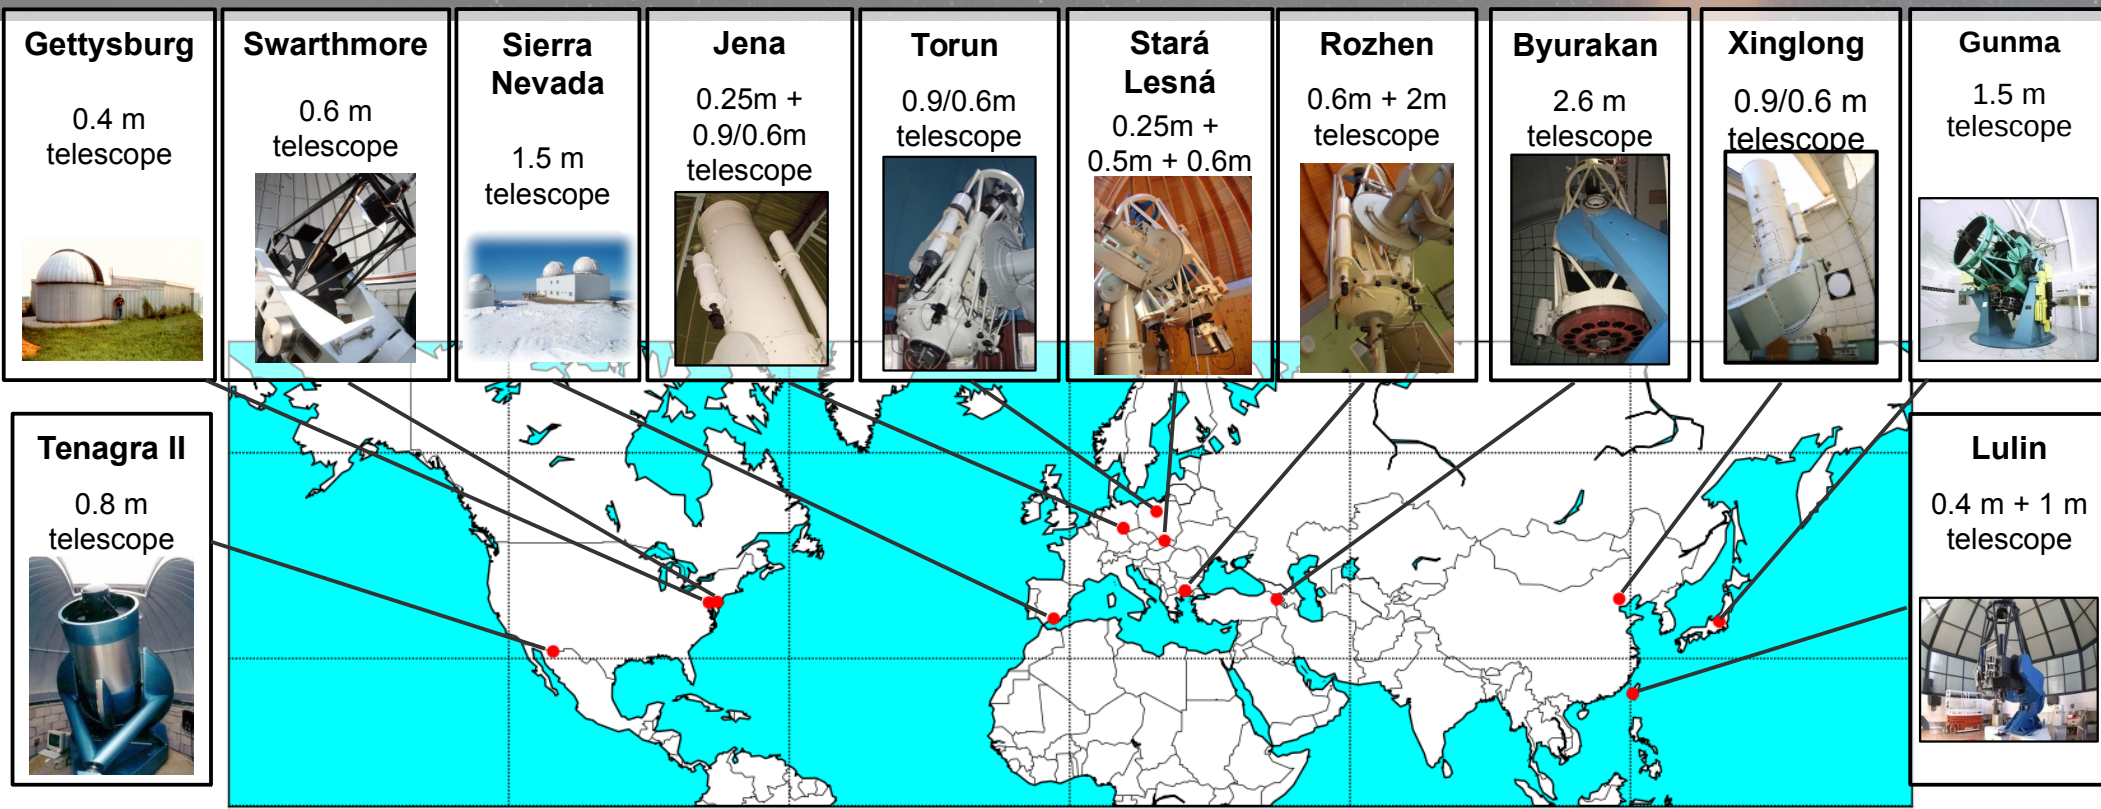 Gettysburg
0.4 m
telescope
Swarthmore
0.6 m
telescope
Sierra
Nevada
1.5 m
telescope
Jena
0.25m +
0.9/0.6m
telescope
Torun
0.9/0.6m
telescope
Stará
Lesná
0.25m +
0.5m + 0.6m
Rozhen
0.6m + 2m
telescope
Byurakan
2.6 m
telescope
Xinglong
0.9/0.6 m
telescope
Gunma
1.5 m
telescope
Tenagra II
0.8 m
telescope
Lulin
0.4 m + 1 m
telescope